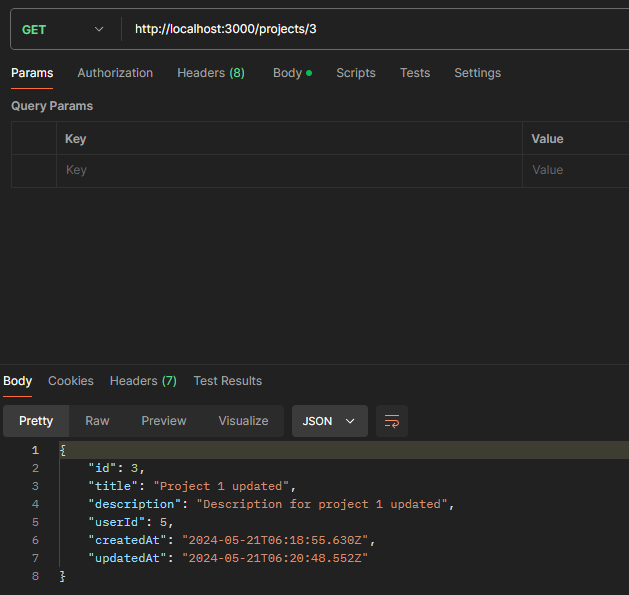 GET http://localhost:3000/projects/3
Params Authorization Headers (8) Body Scripts Tests Settings
Query Params
Key Value
Key Value
Body Cookies Headers (7) Test Results
Pretty Raw Preview Visualize JSON
1 {
2 "id": 3,
3 "title": "Project 1 updated",
4 "description": "Description for project 1 updated",
5 "userId": 5,
6 "createdAt": "2024-05-21T06:18:55.630Z",
7 "updatedAt": "2024-05-21T06:20:48.552Z"
8 }